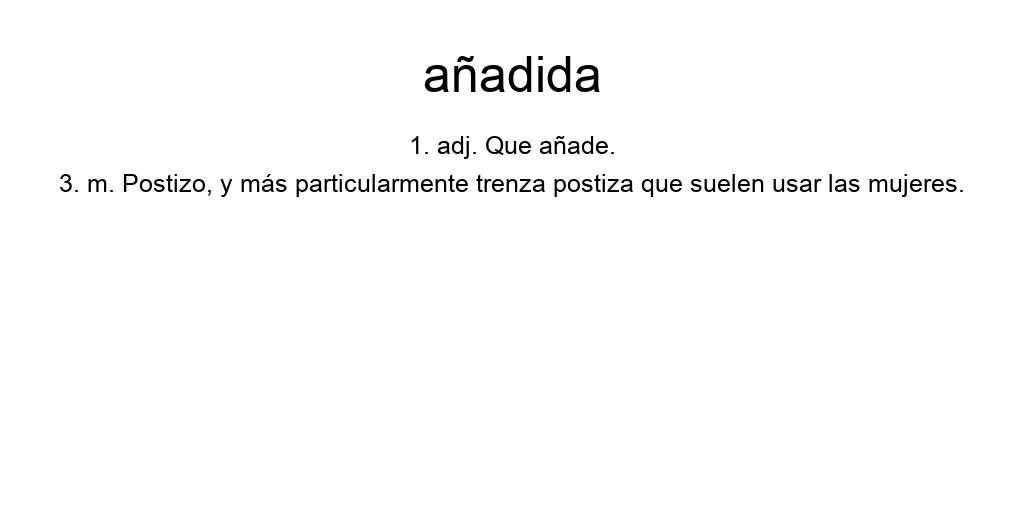 añadida
1. adj. Que añade.
3. m. Postizo, y más particularmente trenza postiza que suelen usar las mujeres.